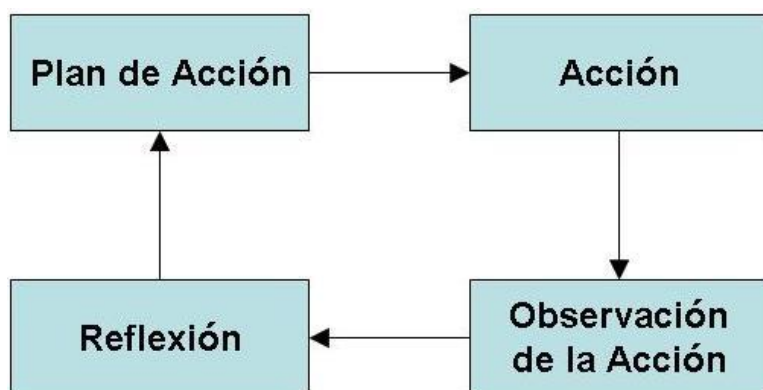 Plan de Acción
Acción
Reflexión
Observación
de la Acción